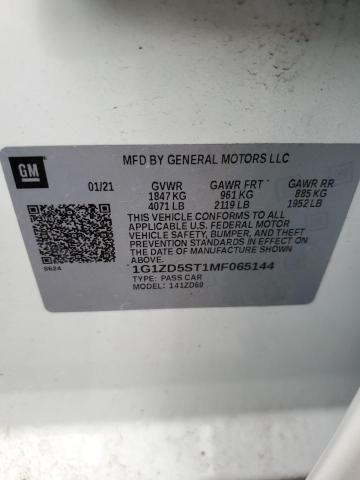 GM
MFD BY GENERAL MOTORS LLC
01/21 GVWR GAWR FRT GAWR RR
1847 KG 961 KG 885 KG
4071 LB 2119 LB 1952 LB
THIS VEHICLE CONFORMS TO ALL
APPLICABLE U.S. FEDERAL MOTOR
VEHICLE SAFETY, BUMPER, AND THEFT
PREVENTION STANDARDS IN EFFECT ON
THE DATE OF MANUFACTURE SHOWN
ABOVE.
S624
1G1ZD5ST1MF065144
TYPE: PASS CAR
MODEL: 141ZD69